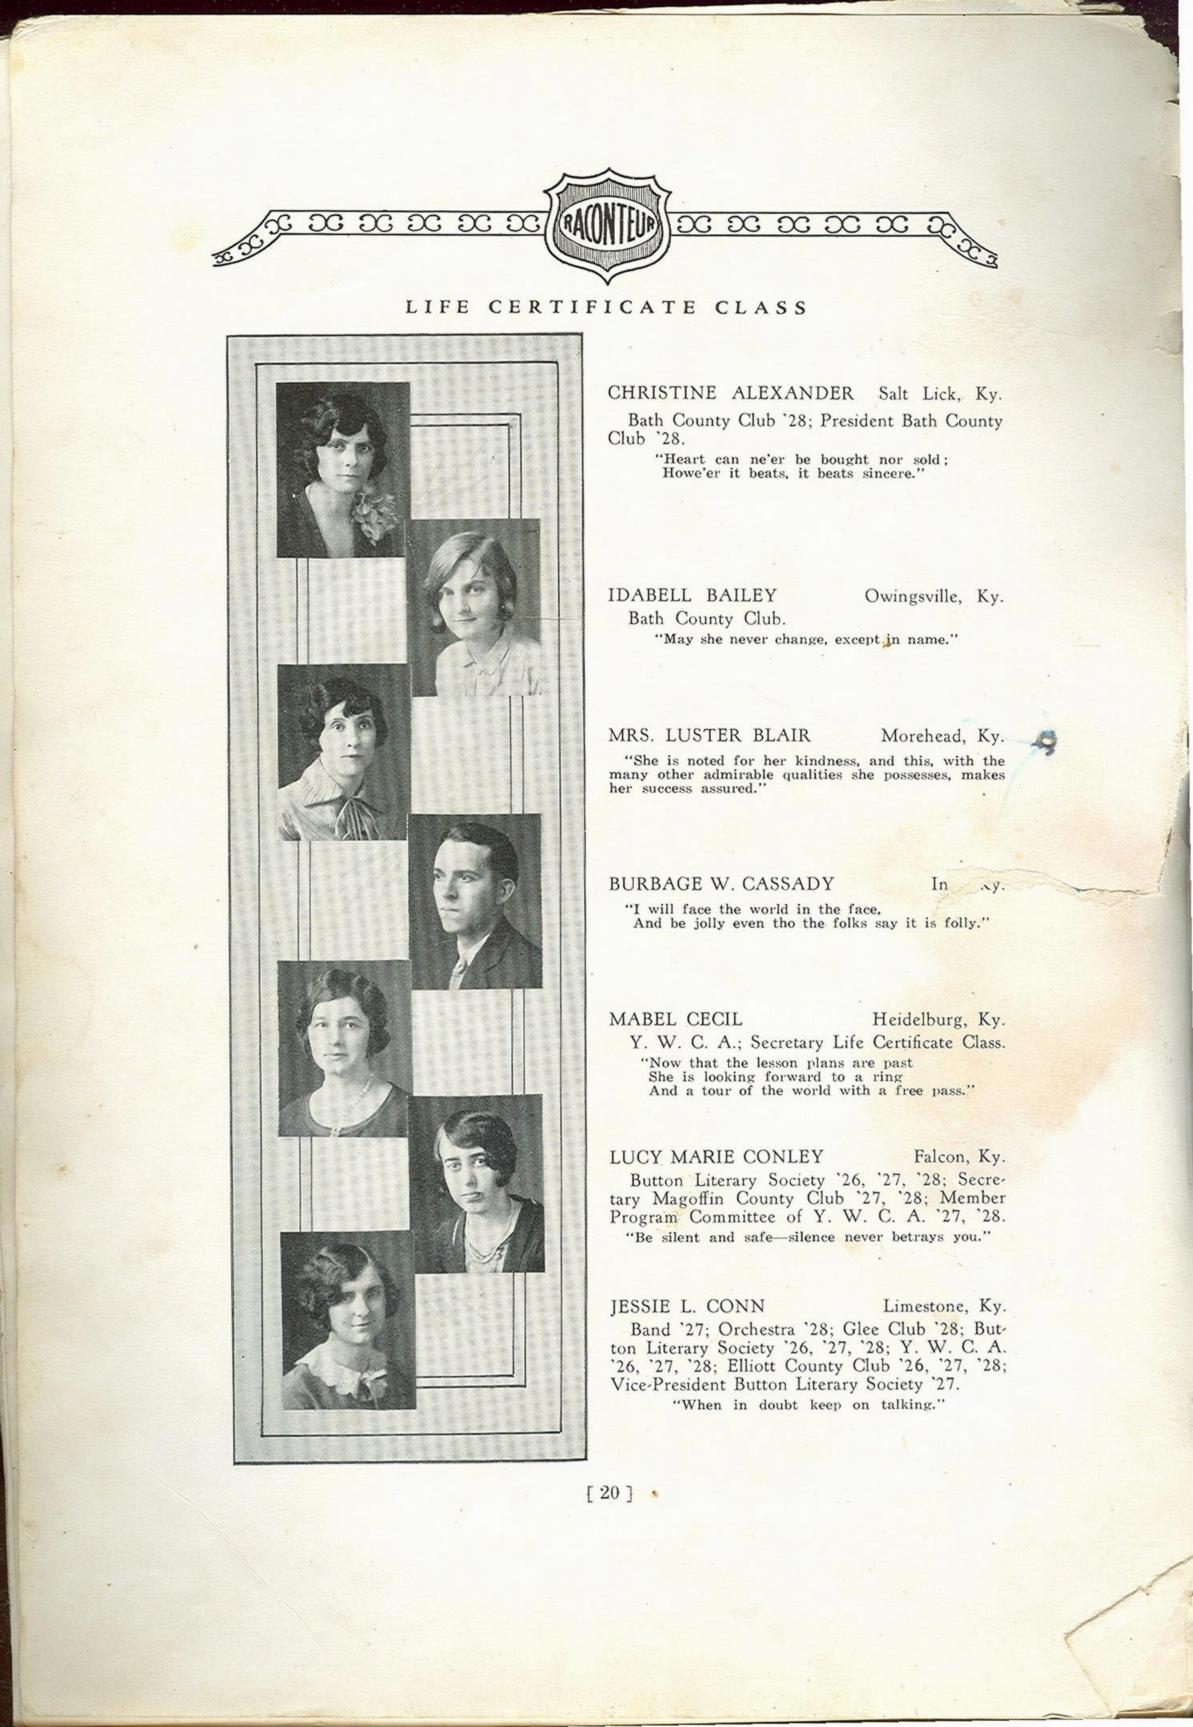 RACONTEUR
LIFE CERTIFICATE CLASS
CHRISTINE ALEXANDER Salt Lick, Ky.
Bath County Club '28; President Bath County
Club '28.
"Heart can ne'er be bought nor sold;
Howe'er it beats, it beats sincere."
IDABELL BAILEY Owingsville, Ky.
Bath County Club.
"May she never change, except in name."
MRS. LUSTER BLAIR Morehead, Ky.
"She is noted for her kindness, and this, with the
many other admirable qualities she possesses, makes
her success assured."
BURBAGE W. CASSADY
"I will face the world in the face,
And be jolly even tho the folks say it is folly."
MABEL CECIL Heidelburg, Ky.
Y. W. C. A.; Secretary Life Certificate Class.
"Now that the lesson plans are past
She is looking forward to a ring
And a tour of the world with a free pass."
LUCY MARIE CONLEY Falcon, Ky.
Button Literary Society '26, '27, '28; Secre-
tary Magoffin County Club '27, '28; Member
Program Committee of Y. W. C. A. '27, '28.
"Be silent and safe—silence never betrays you."
JESSIE L. CONN Limestone, Ky.
Band '27; Orchestra '28; Glee Club '28; But-
ton Literary Society '26, '27, '28; Y. W. C. A.
'26, '27, '28; Elliott County Club '26, '27, '28;
Vice-President Button Literary Society '27.
"When in doubt keep on talking."
[ 20 ]